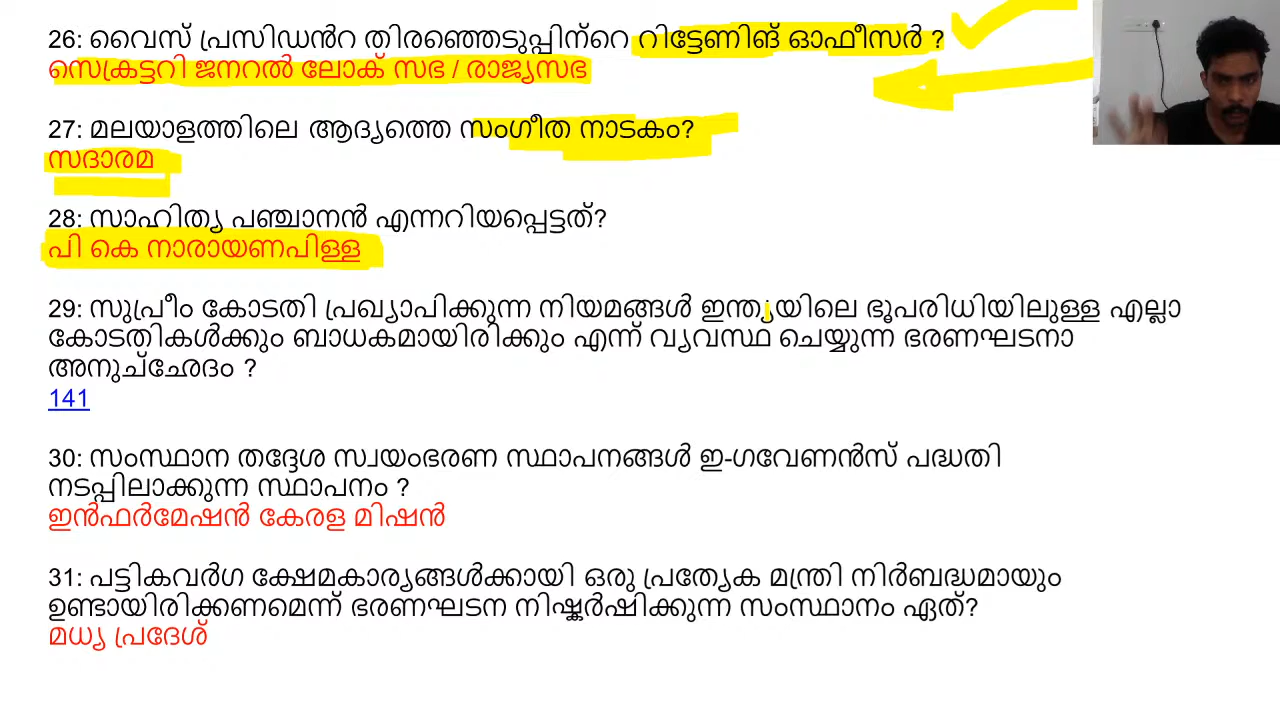 26: വൈസ് പ്രസിഡൻറ തിരഞ്ഞെടുപ്പിന്റെ റിട്ടേണിങ് ഓഫീസർ ?
സെക്രട്ടറി ജനറൽ ലോക് സഭ / രാജ്യസഭ
27: മലയാളത്തിലെ ആദ്യത്തെ സംഗീത നാടകം?
സദാരമ
28: സാഹിത്യ പഞ്ചാനൻ എന്നറിയപ്പെട്ടത്?
പി കെ നാരായണപിള്ള
29: സുപ്രീം കോടതി പ്രഖ്യാപിക്കുന്ന നിയമങ്ങൾ ഇന്ത്യയിലെ ഭൂപരിധിയിലുള്ള എല്ലാ
കോടതികൾക്കും ബാധകമായിരിക്കും എന്ന് വ്യവസ്ഥ ചെയ്യുന്ന ഭരണഘടനാ
അനുച്ഛേദം ?
141
30: സംസ്ഥാന തദ്ദേശ സ്വയംഭരണ സ്ഥാപനങ്ങൾ ഇ-ഗവേണൻസ് പദ്ധതി
നടപ്പിലാക്കുന്ന സ്ഥാപനം ?
ഇൻഫർമേഷൻ കേരള മിഷൻ
31: പട്ടികവർഗ ക്ഷേമകാര്യങ്ങൾക്കായി ഒരു പ്രത്യേക മന്ത്രി നിർബദ്ധമായും
ഉണ്ടായിരിക്കണമെന്ന് ഭരണഘടന നിഷ്കർഷിക്കുന്ന സംസ്ഥാനം ഏത്?
മധ്യ പ്രദേശ്